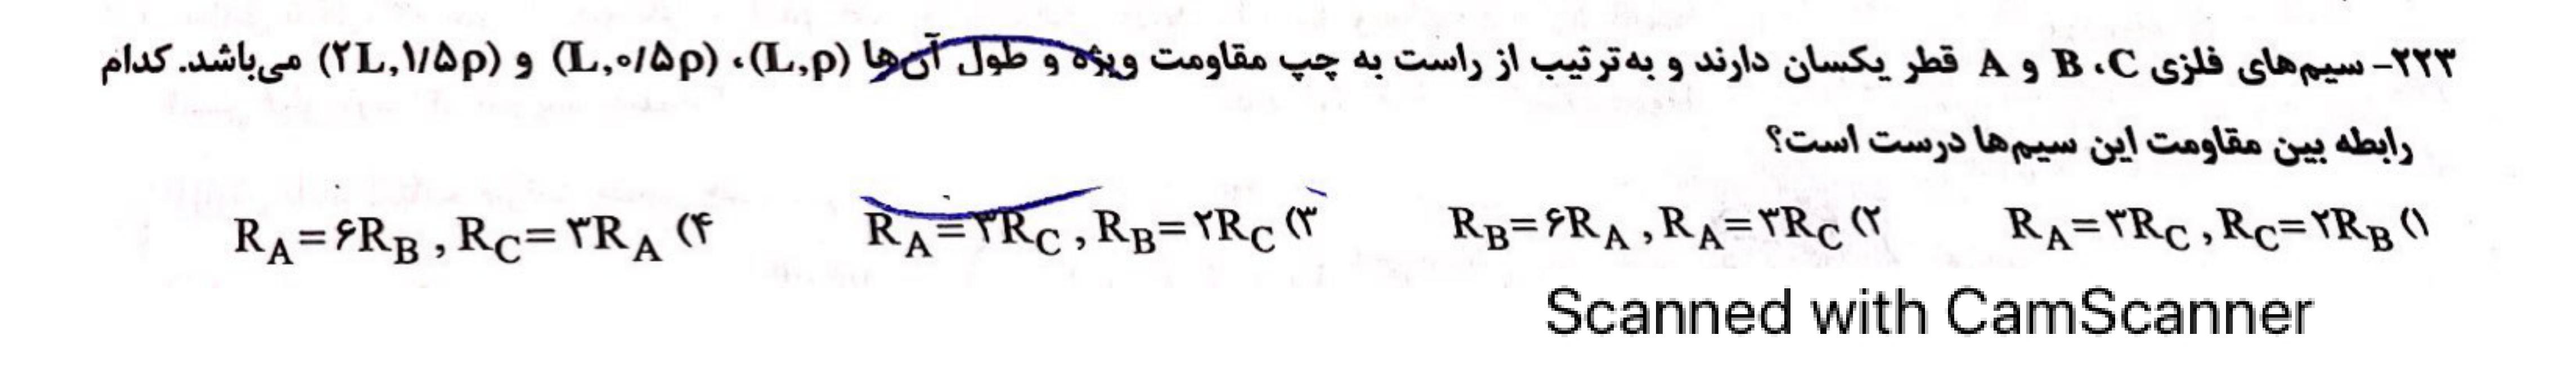 ۲۲۳- سیم‌های فلزی B ،C و A قطر یکسان دارند و به‌ترتیب از راست به چپ مقاومت ویژه و طول آن‌ها (L,ρ)، (L,۰/۵ρ) و (۲L,۱/۵ρ) می‌باشد. کدام
رابطه بین مقاومت این سیم‌ها درست است؟
۱) R_A=۳R_C , R_C=۲R_B ۲) R_B=۶R_A , R_A=۳R_C ۳) R_A=۳R_C , R_B=۲R_C ۴) R_A=۶R_B , R_C=۳R_A
Scanned with CamScanner